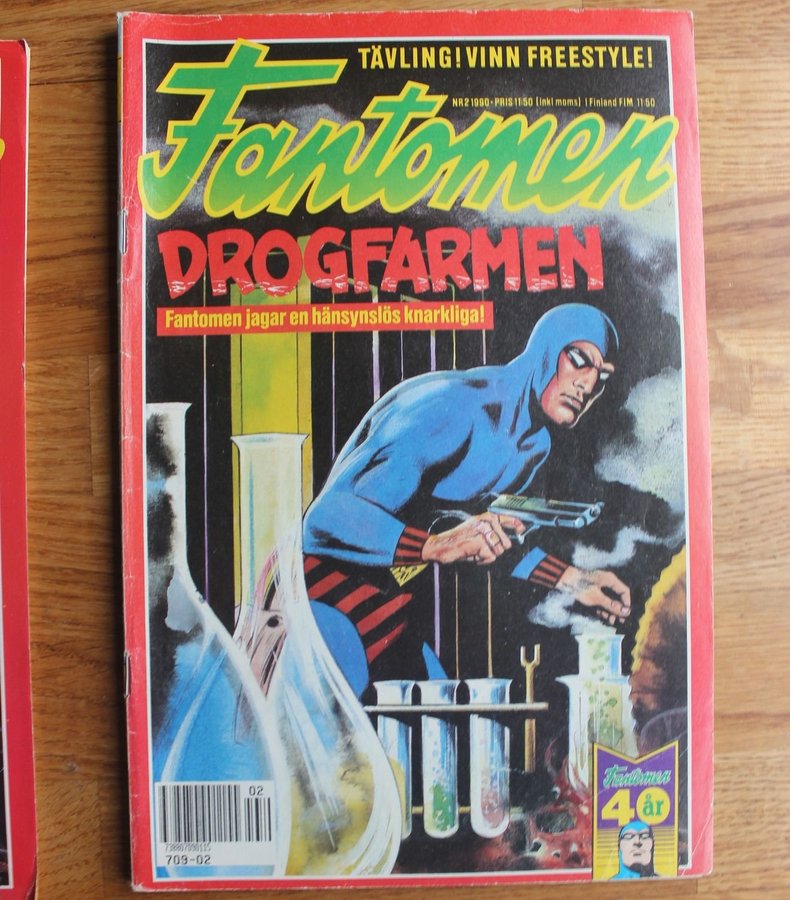 TÄVLING! VINN FREESTYLE!
NR 2 1990 • PRIS 11:50 (inkl moms) I Finland FIM 11:50
Fantomen
DROGFARMEN
Fantomen jagar en hänsynslös knarkliga!
02
709-02
Fantomen
40 år